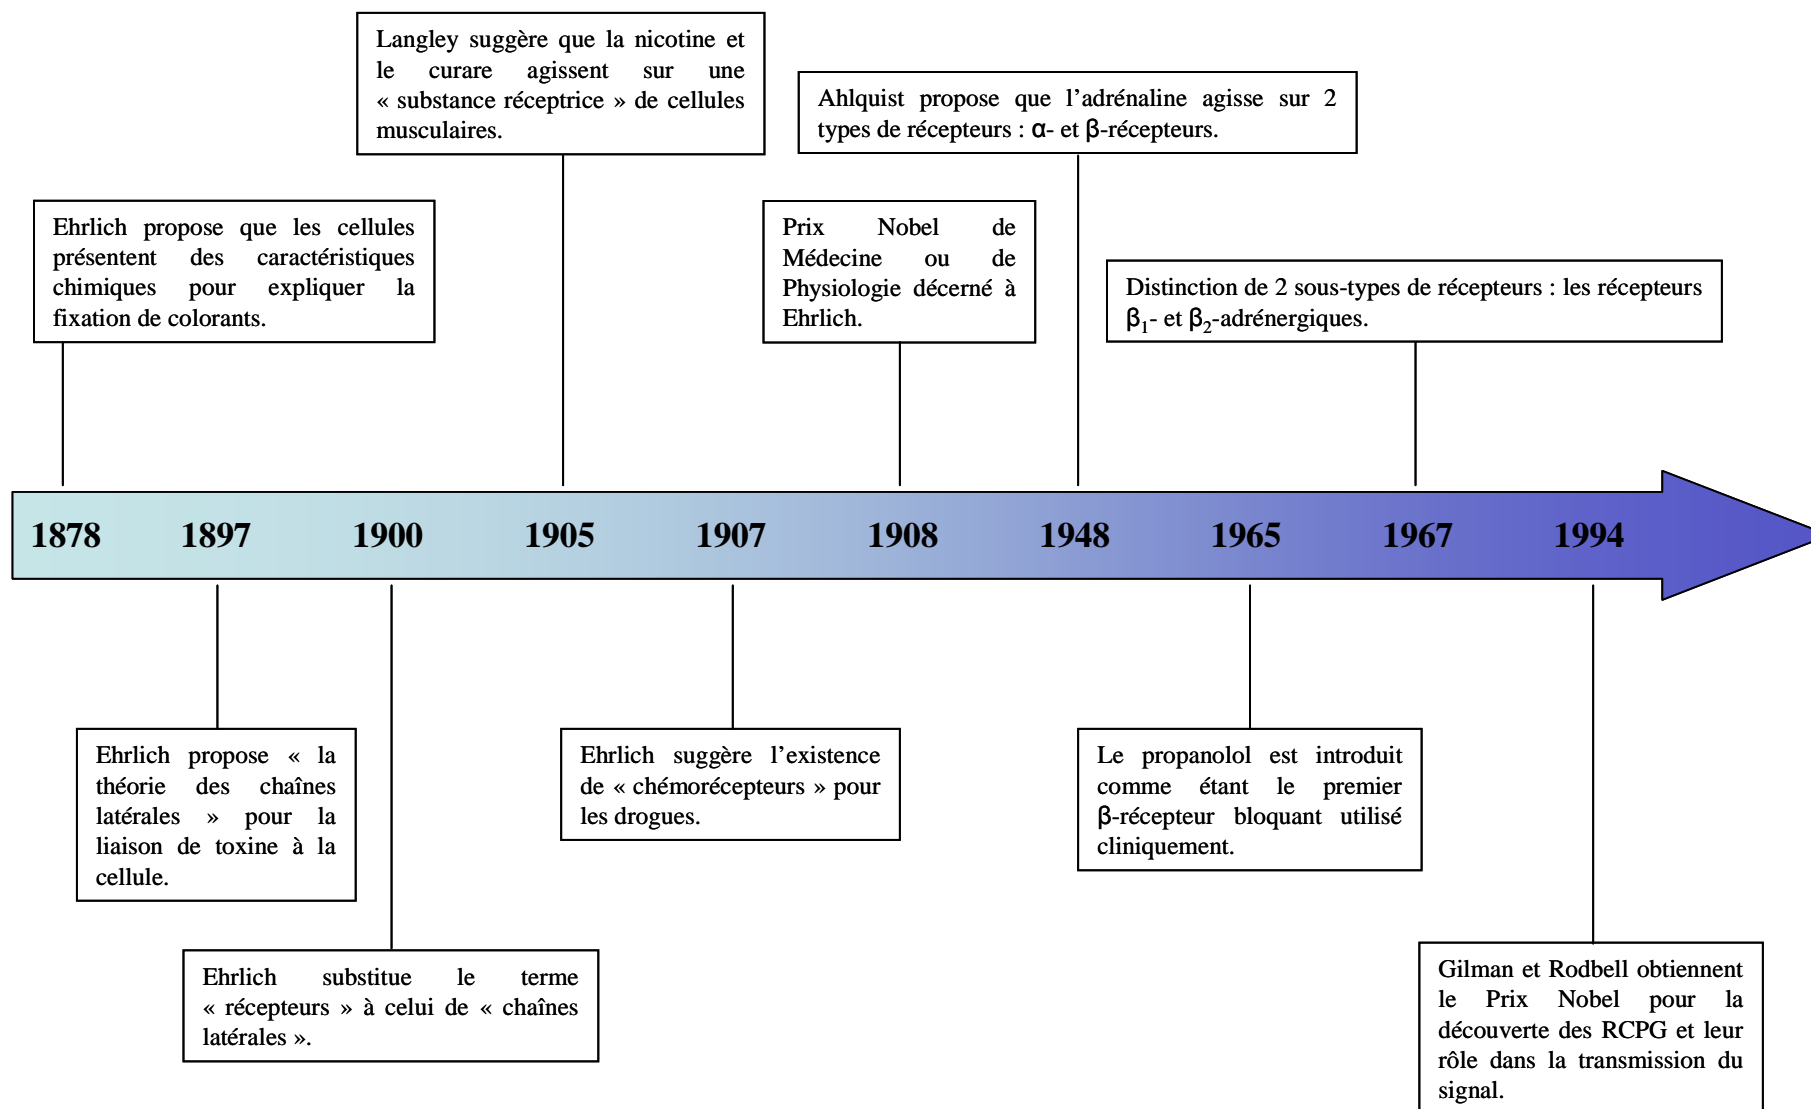 Langley suggère que la nicotine et
le curare agissent sur une
« substance réceptrice » de cellules
musculaires.
Ahlquist propose que l’adrénaline agisse sur 2
types de récepteurs : α- et β-récepteurs.
Ehrlich propose que les cellules
présentent des caractéristiques
chimiques pour expliquer la
fixation de colorants.
Prix Nobel de
Médecine ou de
Physiologie décerné à
Ehrlich.
Distinction de 2 sous-types de récepteurs : les récepteurs
β₁- et β₂-adrénergiques.
1878 1897 1900 1905 1907 1908 1948 1965 1967 1994
Ehrlich propose « la
théorie des chaînes
latérales » pour la
liaison de toxine à la
cellule.
Ehrlich suggère l’existence
de « chémorécepteurs » pour
les drogues.
Le propanolol est introduit
comme étant le premier
β-récepteur bloquant utilisé
cliniquement.
Ehrlich substitue le terme
« récepteurs » à celui de « chaînes
latérales ».
Gilman et Rodbell obtiennent
le Prix Nobel pour la
découverte des RCPG et leur
rôle dans la transmission du
signal.